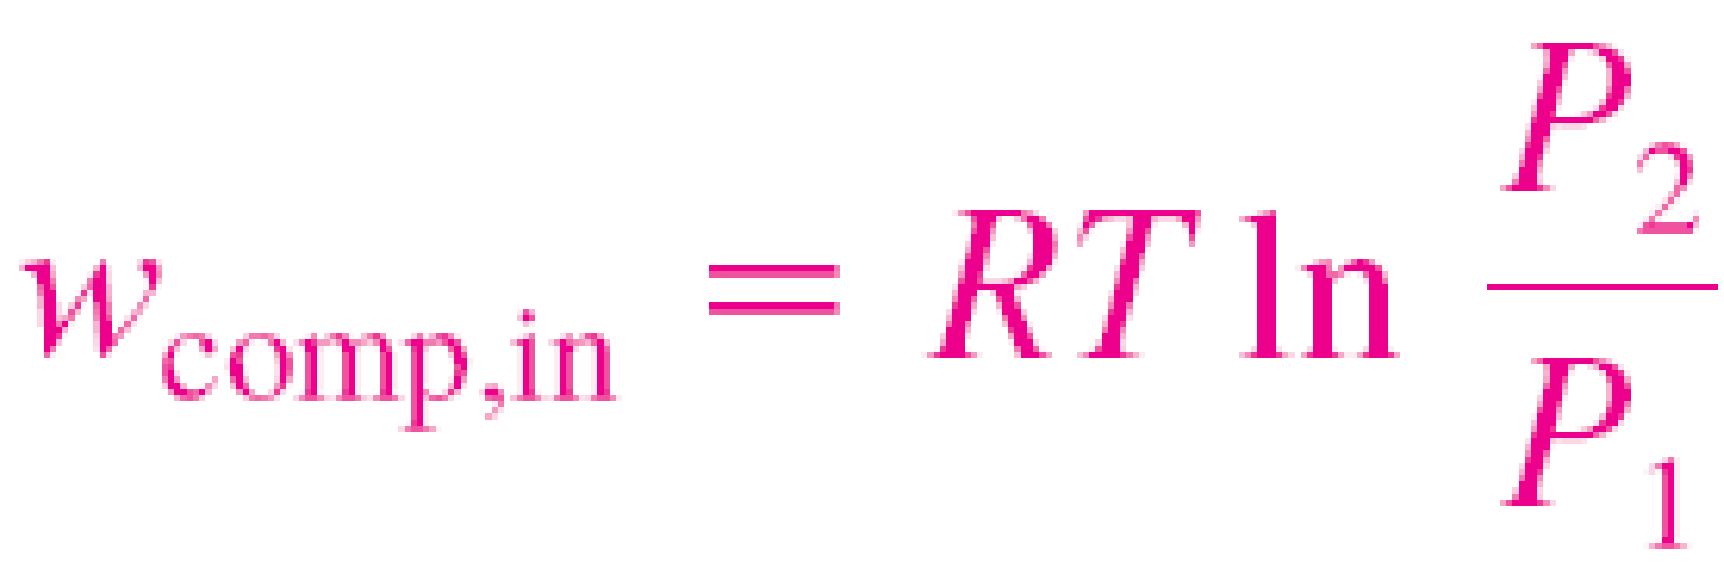 w_comp,in = RT ln P_2/P_1